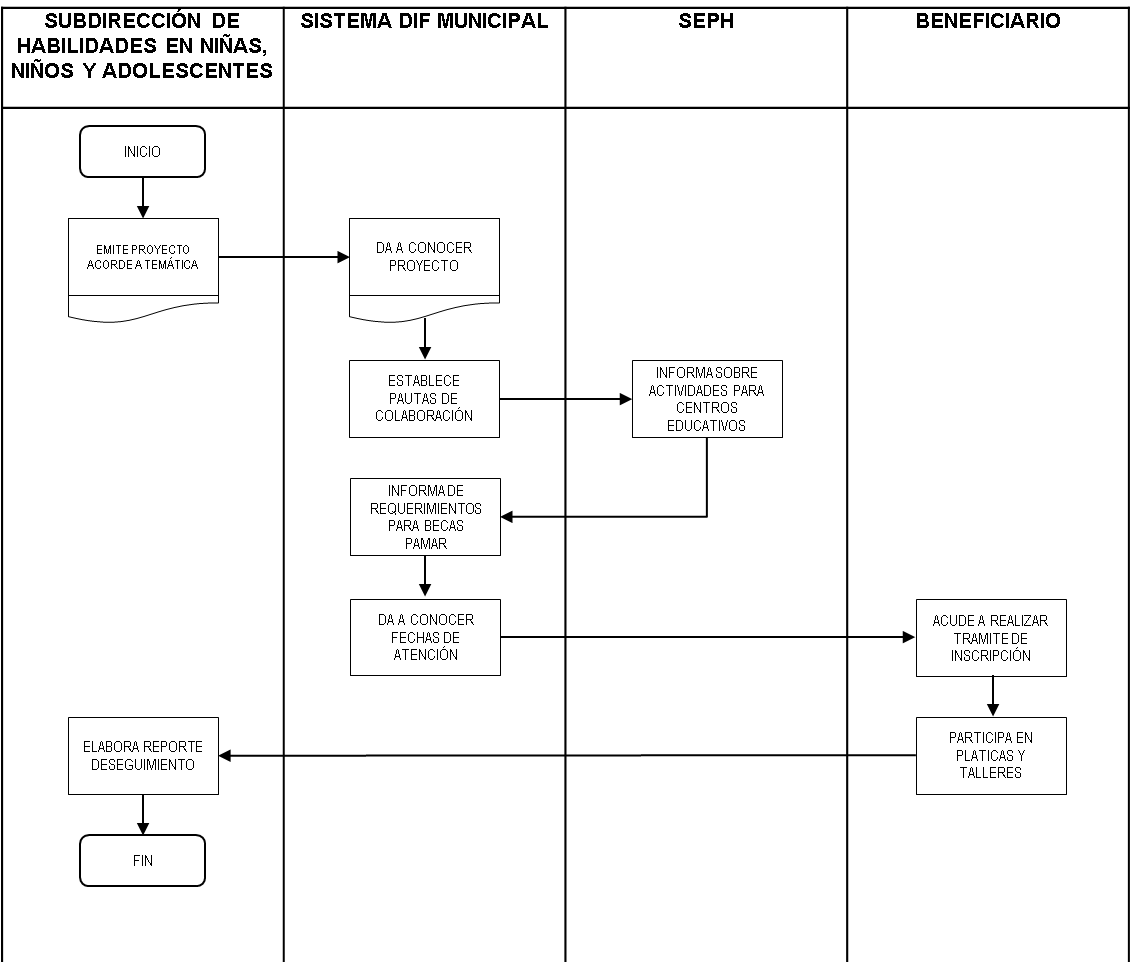 SUBDIRECCIÓN DE
HABILIDADES EN NIÑAS,
NIÑOS Y ADOLESCENTES
SISTEMA DIF MUNICIPAL
SEPH
BENEFICIARIO
INICIO
EMITE PROYECTO
ACORDE A TEMÁTICA
DA A CONOCER
PROYECTO
ESTABLECE
PAUTAS DE
COLABORACIÓN
INFORMA SOBRE
ACTIVIDADES PARA
CENTROS
EDUCATIVOS
INFORMA DE
REQUERIMIENTOS
PARA BECAS
PAMAR
DA A CONOCER
FECHAS DE
ATENCIÓN
ACUDE A REALIZAR
TRAMITE DE
INSCRIPCIÓN
PARTICIPA EN
PLATICAS Y
TALLERES
ELABORA REPORTE
DESEGUIMIENTO
FIN